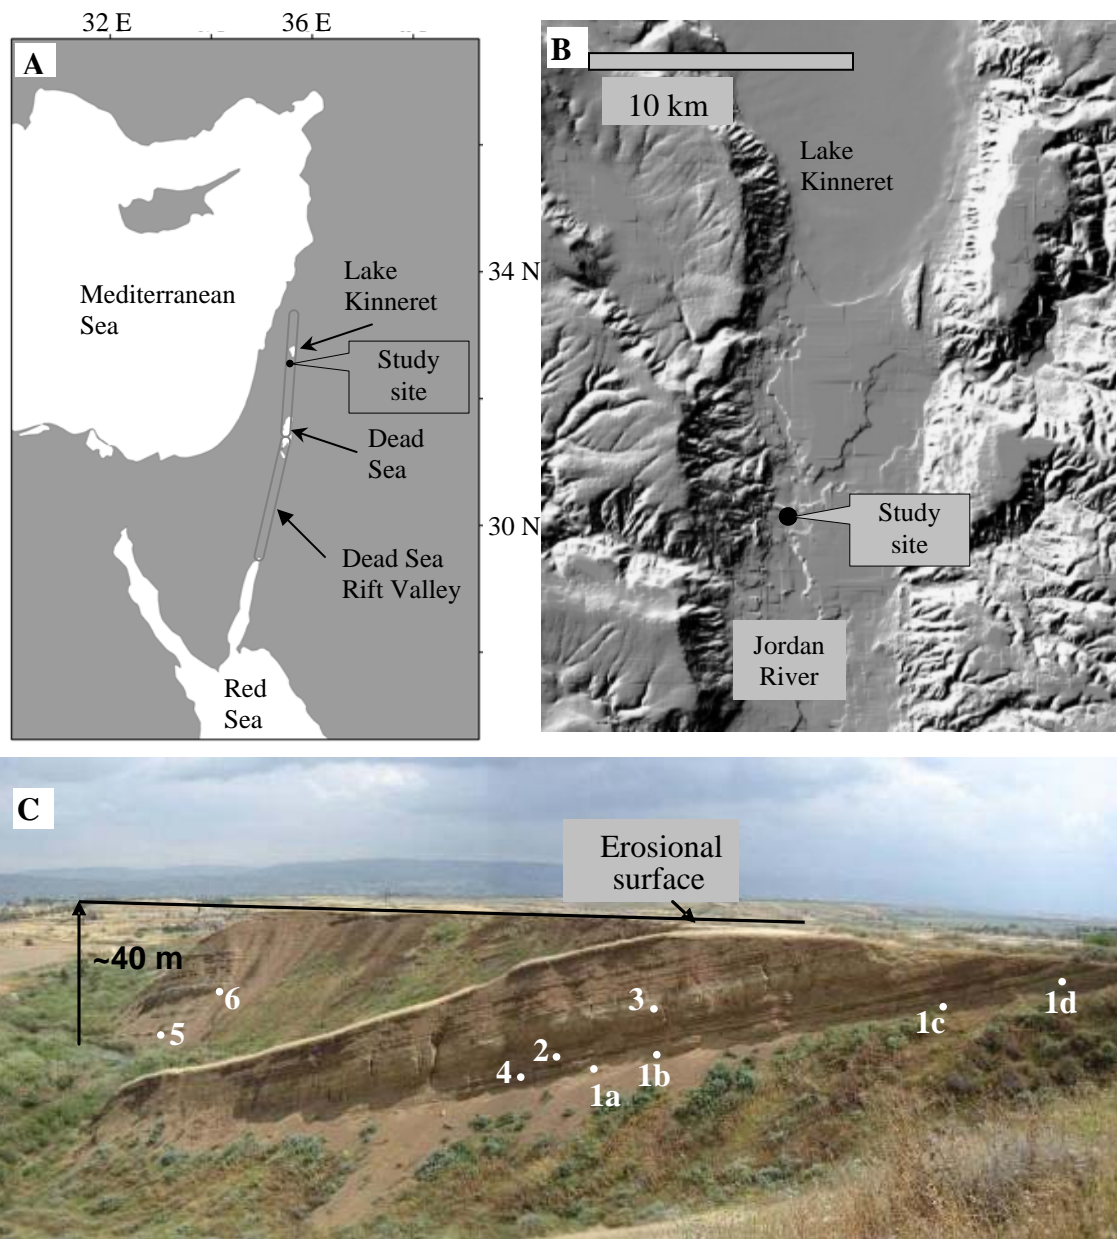 32 E
36 E
A
Mediterranean
Sea
Lake
Kinneret
34 N
Study
site
Dead
Sea
30 N
Dead Sea
Rift Valley
Red
Sea
B
10 km
Lake
Kinneret
Study
site
Jordan
River
C
Erosional
surface
~40 m
6
5
3
2
4
1a
1b
1c
1d